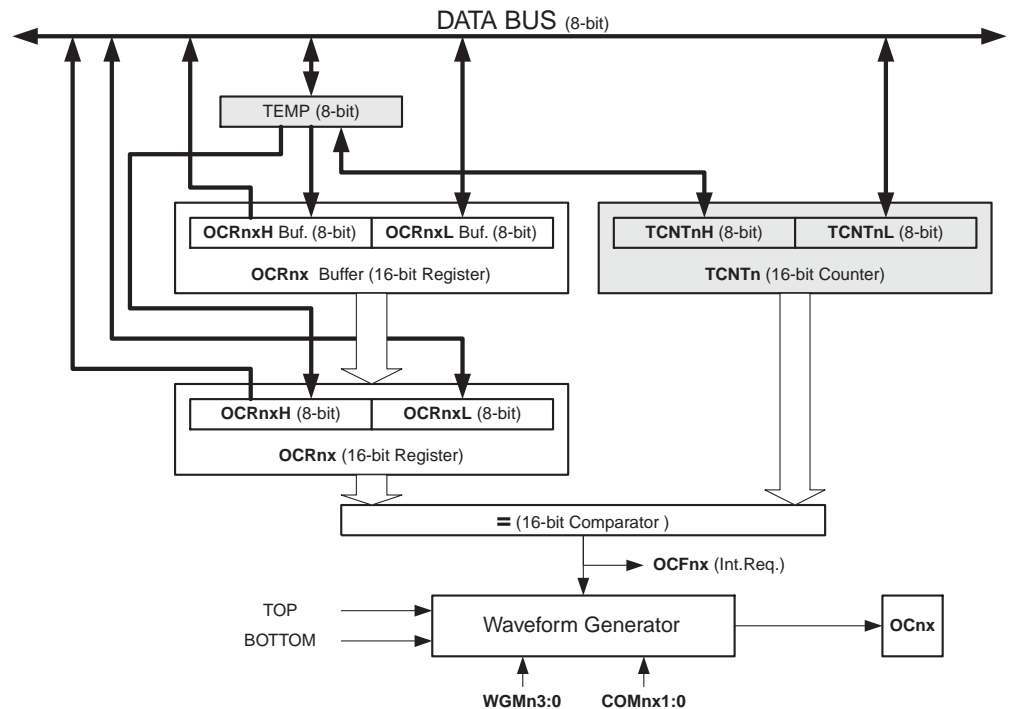 DATA BUS (8-bit)
TEMP (8-bit)
OCRnxH Buf. (8-bit) OCRnxL Buf. (8-bit)
OCRnx Buffer (16-bit Register)
TCNTnH (8-bit) TCNTnL (8-bit)
TCNTn (16-bit Counter)
OCRnxH (8-bit) OCRnxL (8-bit)
OCRnx (16-bit Register)
= (16-bit Comparator )
OCFnx (Int.Req.)
TOP
BOTTOM
Waveform Generator
OCnx
WGMn3:0 COMnx1:0